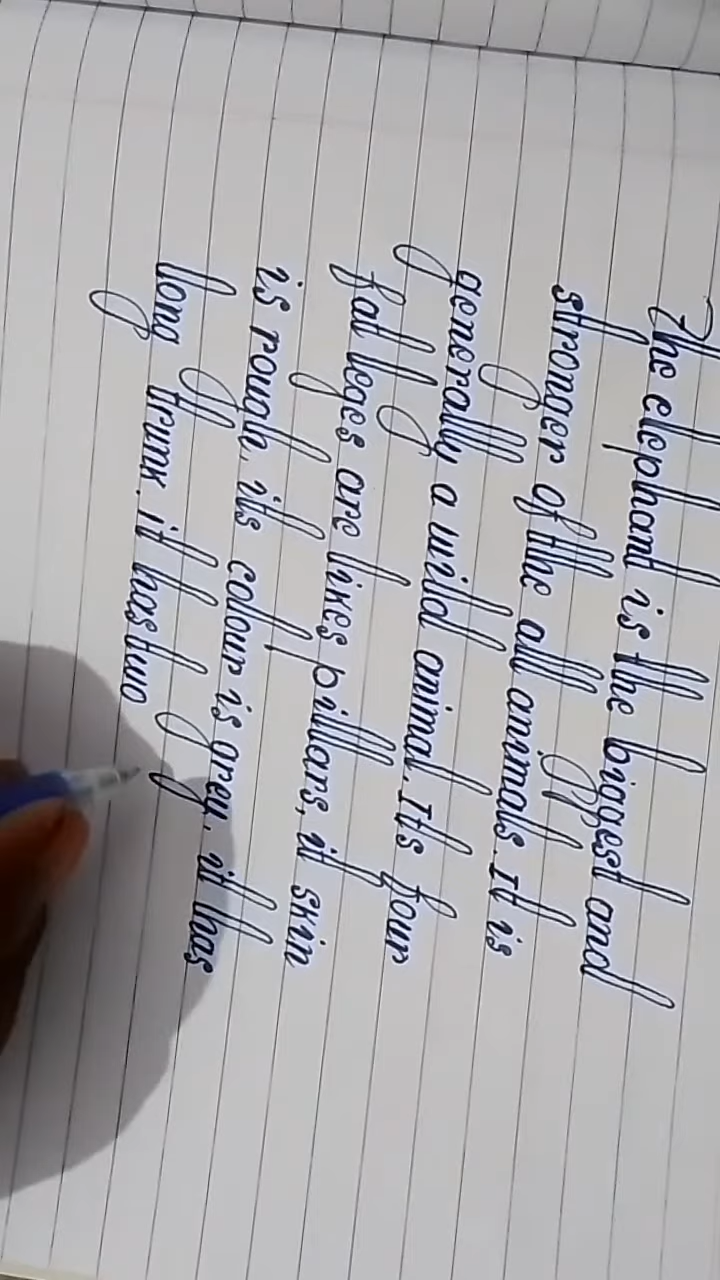 The elephant is the biggest and
stronger of the all animals. It is
generally a wild animal. Its four
fat leges are likes pillars, it skin
is rough, its colour is grey, it has
long trunk, it has two